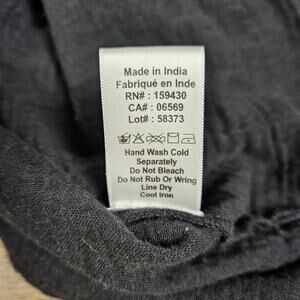 Made in India
Fabriqué en Inde
RN# : 159430
CA# : 06569
Lot# : 58373
Hand Wash Cold
Separately
Do Not Bleach
Do Not Rub Or Wring
Line Dry
Cool Iron